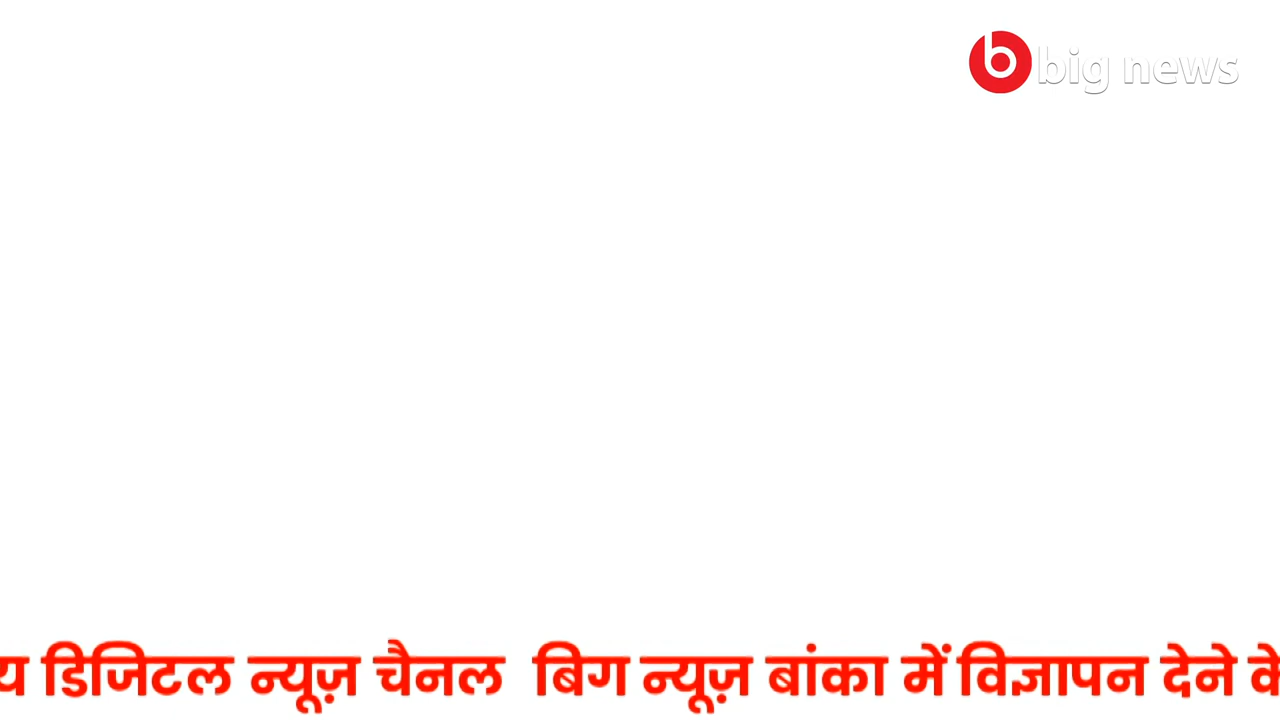 big news
डिजिटल न्यूज़ चैनल बिग न्यूज़ बांका में विज्ञापन देने के